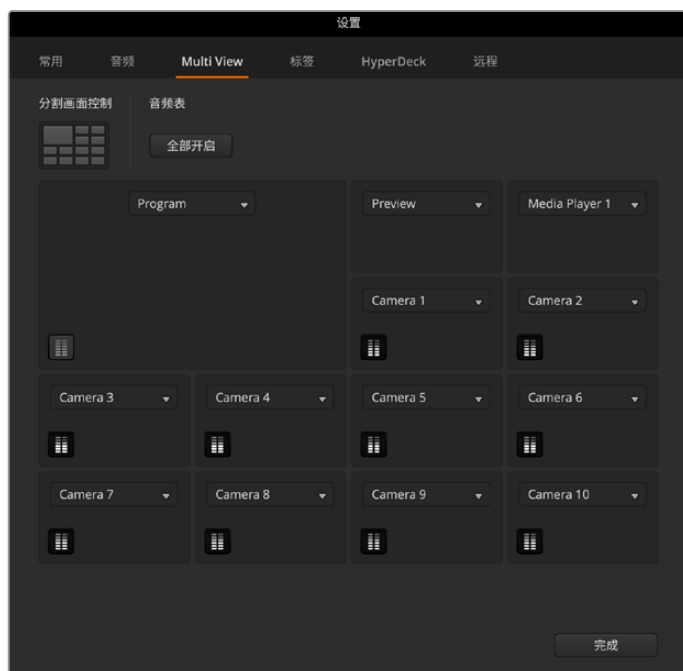 设置
常用 音频 Multi View 标签 HyperDeck 远程
分割画面控制 音频表
全部开启
Program Preview Media Player 1
Camera 1 Camera 2
Camera 3 Camera 4 Camera 5 Camera 6
Camera 7 Camera 8 Camera 9 Camera 10
完成